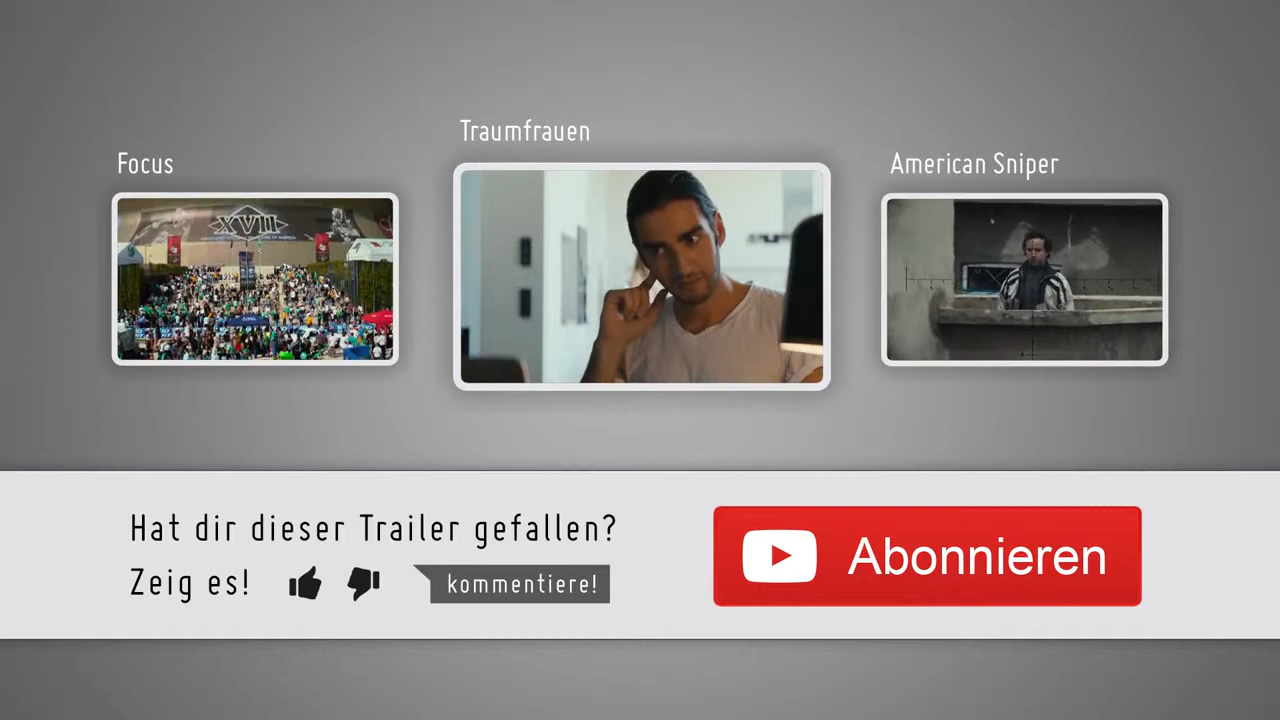 Traumfrauen
Focus
American Sniper
XVIII
Hat dir dieser Trailer gefallen?
Zeig es!
kommentiere!
Abonnieren